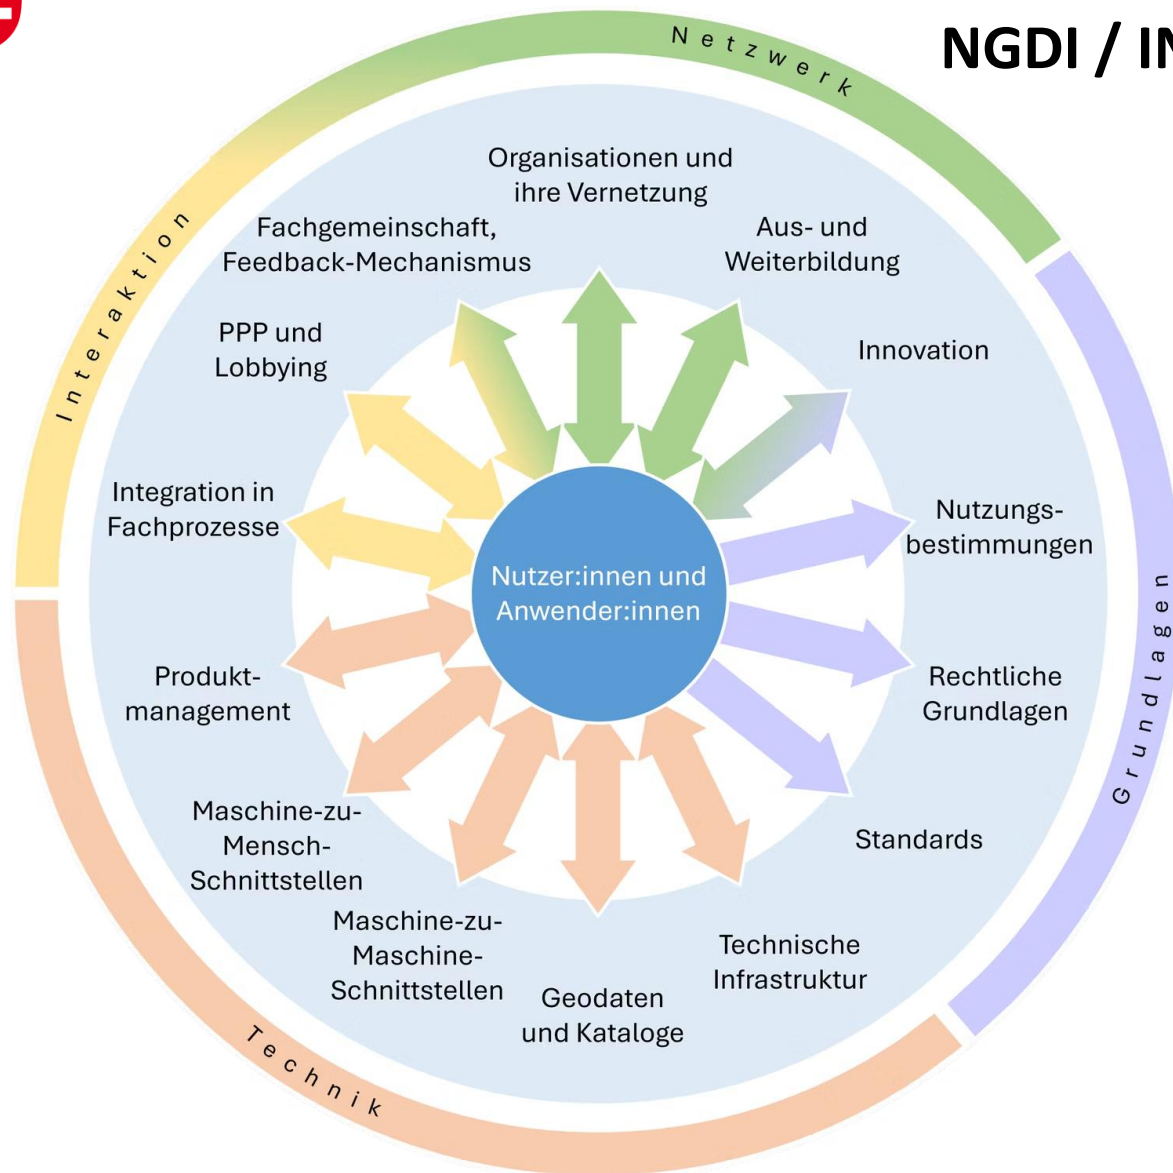 NGDI / IN
Netzwerk
Organisationen und
ihre Vernetzung
Fachgemeinschaft,
Feedback-Mechanismus
Aus- und
Weiterbildung
Interaktion
PPP und
Lobbying
Innovation
Integration in
Fachprozesse
Nutzungs-
bestimmungen
Nutzer:innen und
Anwender:innen
Grundlagen
Produkt-
management
Rechtliche
Grundlagen
Maschine-zu-
Mensch-
Schnittstellen
Standards
Maschine-zu-
Maschine-
Schnittstellen
Technische
Infrastruktur
Geodaten
und Kataloge
Technik